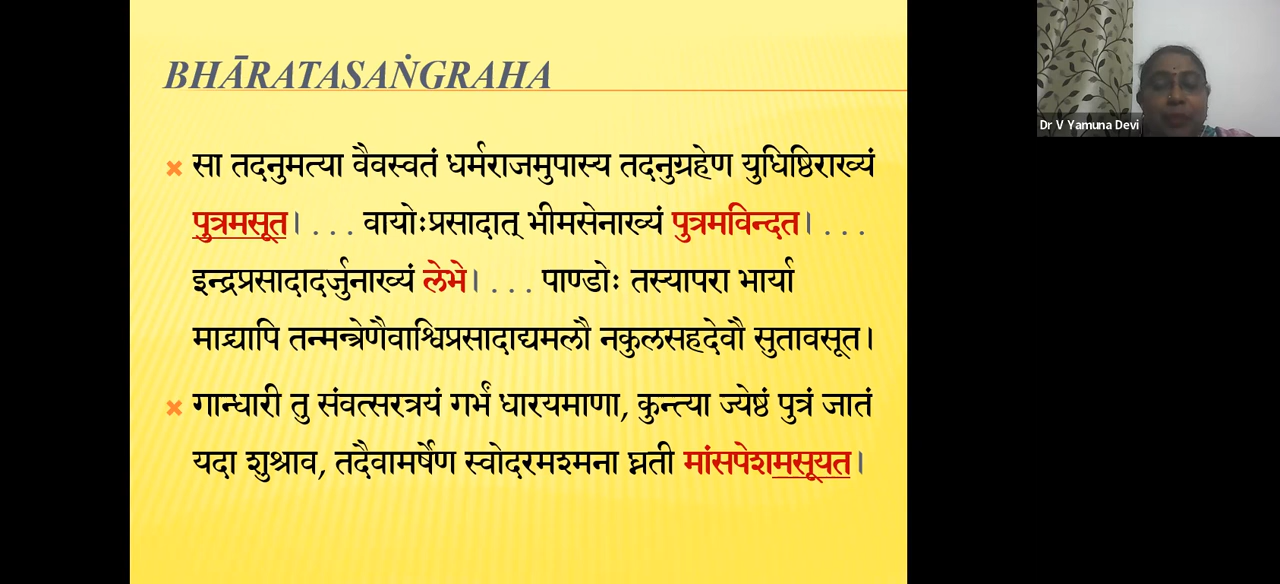 BHĀRATASAṄGRAHA
सा तदनुमत्या वैवस्वतं धर्मराजमुपास्य तदनुग्रहेण युधिष्ठिराख्यं
पुत्रमसूत। . . . वायोःप्रसादात् भीमसेनाख्यं पुत्रमविन्दत। . . .
इन्द्रप्रसादादर्जुनाख्यं लेभे। . . . पाण्डोः तस्यापरा भार्या
माद्र्यापि तन्मन्त्रेणैवाश्विप्रसादाद्यमलौ नकुलसहदेवौ सुतावसूत।
गान्धारी तु संवत्सरत्रयं गर्भं धारयमाणा, कुन्त्या ज्येष्ठं पुत्रं जातं
यदा शुश्राव, तदैवामर्षेण स्वोदरमश्मना घ्नती मांसपेशमसूयत।
Dr V Yamuna Devi